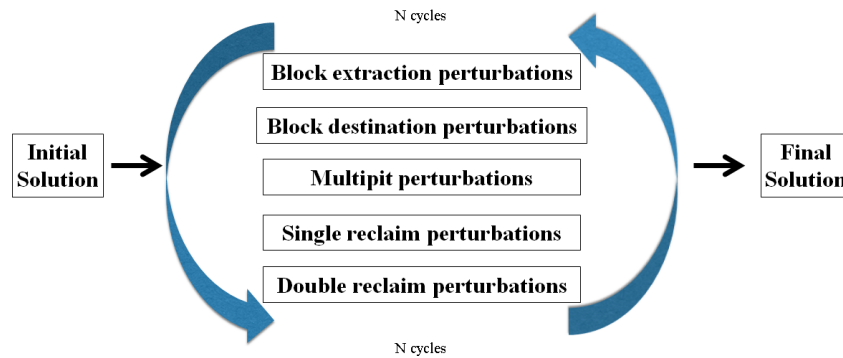 N cycles
Block extraction perturbations
Block destination perturbations
Initial
Solution
Multipit perturbations
Final
Solution
Single reclaim perturbations
Double reclaim perturbations
N cycles